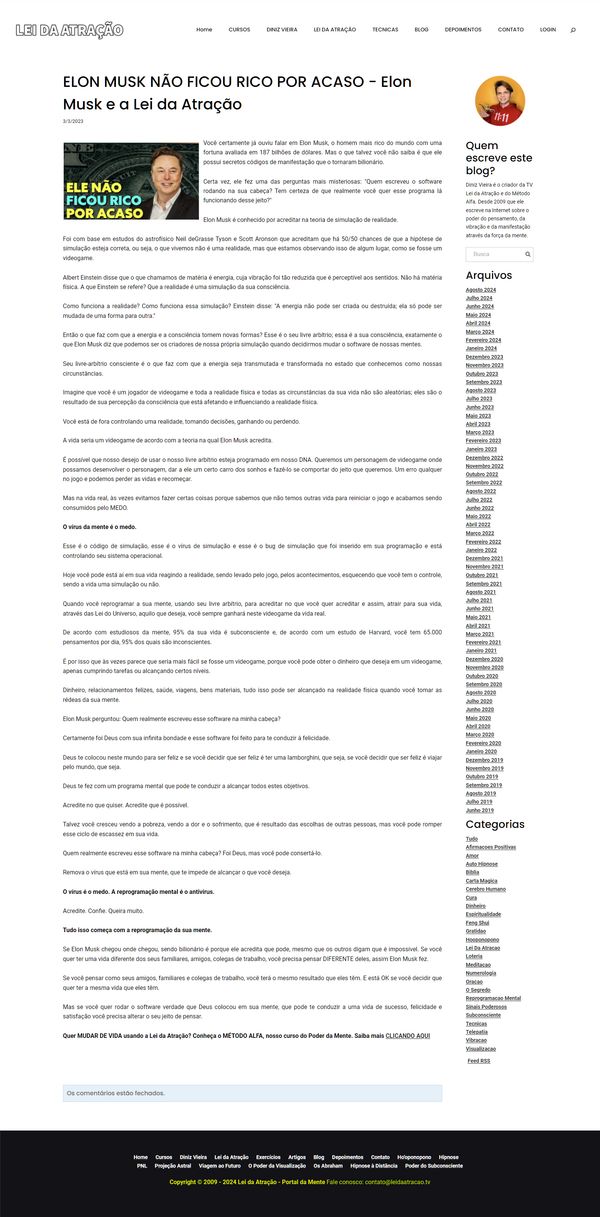 LEI DA ATRAÇÃO
Home CURSOS DINIZ VIEIRA LEI DA ATRAÇÃO TECNICAS BLOG DEPOIMENTOS CONTATO LOGIN
ELON MUSK NÃO FICOU RICO POR ACASO - Elon
Musk e a Lei da Atração
3/3/2023
ELE NÃO
FICOU RICO
POR ACASO
Você certamente já ouviu falar em Elon Musk, o homem mais rico do mundo com uma
fortuna avaliada em 187 bilhões de dólares. Mas o que talvez você não saiba é que ele
possui secretos códigos de manifestação que o tornaram bilionário.
Certa vez, ele fez uma das perguntas mais misteriosas: "Quem escreveu o software
rodando na sua cabeça? Tem certeza de que realmente você quer esse programa lá
funcionando desse jeito?"
Elon Musk é conhecido por acreditar na teoria de simulação de realidade.
Foi com base em estudos do astrofísico Neil deGrasse Tyson e Scott Aronson que acreditam que há 50/50 chances de que a hipótese de
simulação esteja correta, ou seja, o que vivemos não é uma realidade, mas que estamos observando isso de algum lugar, como se fosse um
videogame.
Albert Einstein disse que o que chamamos de matéria é energia, cuja vibração foi tão reduzida que é perceptível aos sentidos. Não há matéria
física. A que Einstein se refere? Que a realidade é uma simulação da sua consciência.
Como funciona a realidade? Como funciona essa simulação? Einstein disse: "A energia não pode ser criada ou destruída; ela só pode ser
mudada de uma forma para outra."
Então o que faz com que a energia e a consciência tomem novas formas? Esse é o seu livre arbítrio; essa é a sua consciência, exatamente o
que Elon Musk diz que podemos ser os criadores de nossa própria simulação quando decidirmos mudar o software de nossas mentes.
Seu livre-arbítrio consciente é o que faz com que a energia seja transmutada e transformada no estado que conhecemos como nossas
circunstâncias.
Imagine que você é um jogador de videogame e toda a realidade física e todas as circunstâncias da sua vida não são aleatórias; eles são o
resultado de sua percepção da consciência que está afetando e influenciando a realidade física.
Você está de fora controlando uma realidade, tomando decisões, ganhando ou perdendo.
A vida seria um videogame de acordo com a teoria na qual Elon Musk acredita.
É possível que nosso desejo de usar o nosso livre arbítrio esteja programado em nosso DNA. Queremos um personagem de videogame onde
possamos desenvolver o personagem, dar a ele um certo carro dos sonhos e fazê-lo se comportar do jeito que queremos. Um erro qualquer
no jogo e podemos perder as vidas e recomeçar.
Mas na vida real, às vezes evitamos fazer certas coisas porque sabemos que não temos outras vida para reiniciar o jogo e acabamos sendo
consumidos pelo MEDO.
O vírus da mente é o medo.
Esse é o código de simulação, esse é o vírus de simulação e esse é o bug de simulação que foi inserido em sua programação e está
controlando seu sistema operacional.
Hoje você pode está aí em sua vida reagindo a realidade, sendo levado pelo jogo, pelos acontecimentos, esquecendo que você tem o controle,
sendo a vida uma simulação ou não.
Quando você reprogramar a sua mente, usando seu livre arbítrio, para acreditar no que você quer acreditar e assim, atrair para sua vida,
através das Leis do Universo, aquilo que deseja, você sempre ganhará neste videogame da vida real.
De acordo com estudiosos da mente, 95% da sua vida é subconsciente e, de acordo com um estudo de Harvard, você tem 65.000
pensamentos por dia, 95% dos quais são inconscientes.
É por isso que às vezes parece que seria mais fácil se fosse um videogame, porque você pode obter o dinheiro que deseja em um videogame,
apenas cumprindo tarefas ou alcançando certos níveis.
Dinheiro, relacionamentos felizes, saúde, viagens, bens materiais, tudo isso pode ser alcançado na realidade física quando você tomar as
rédeas da sua mente.
Elon Musk perguntou: Quem realmente escreveu esse software na minha cabeça?
Certamente foi Deus com sua infinita bondade e esse software foi feito para te conduzir à felicidade.
Deus te colocou neste mundo para ser feliz e se você decidir que ser feliz é ter uma lamborghini, que seja, se você decidir que ser feliz é viajar
pelo mundo, que seja.
Deus te fez com um programa mental que pode te conduzir a alcançar todos estes objetivos.
Acredite no que quiser. Acredite que é possível.
Talvez você cresceu vendo a pobreza, vendo a dor e o sofrimento, que é resultado das escolhas de outras pessoas, mas você pode romper
esse ciclo de escassez em sua vida.
Quem realmente escreveu esse software na minha cabeça? Foi Deus, mas você pode consertá-lo.
Remova o vírus que está em sua mente, que te impede de alcançar o que você deseja.
O vírus é o medo. A reprogramação mental é o antivírus.
Acredite. Confie. Queira muito.
Tudo isso começa com a reprogramação da sua mente.
Se Elon Musk chegou onde chegou, sendo bilionário é porque ele acredita que pode, mesmo que os outros digam que é impossível. Se você
quer ter uma vida diferente dos seus familiares, amigos, colegas de trabalho, você precisa pensar DIFERENTE deles, assim Elon Musk fez.
Se você pensar como seus amigos, familiares e colegas de trabalho, você terá o mesmo resultado que eles têm. E está OK se você decidir que
quer ter a mesma vida que eles têm.
Mas se você quer rodar o software verdade que Deus colocou em sua mente, que pode te conduzir a uma vida de sucesso, felicidade e
satisfação você precisa alterar o seu jeito de pensar.
Quer MUDAR DE VIDA usando a Lei da Atração? Conheça o MÉTODO ALFA, nosso curso do Poder da Mente. Saiba mais CLICANDO AQUI
Os comentários estão fechados.
11:11
Quem
escreve este
blog?
Diniz Vieira é o criador da TV
Lei da Atração e do Método
Alfa. Desde 2009 que ele
escreve na Internet sobre o
poder do pensamento, da
vibração e da manifestação
através da força da mente.
Busca
Arquivos
Agosto 2024
Julho 2024
Junho 2024
Maio 2024
Abril 2024
Março 2024
Fevereiro 2024
Janeiro 2024
Dezembro 2023
Novembro 2023
Outubro 2023
Setembro 2023
Agosto 2023
Julho 2023
Junho 2023
Maio 2023
Abril 2023
Março 2023
Fevereiro 2023
Janeiro 2023
Dezembro 2022
Novembro 2022
Outubro 2022
Setembro 2022
Agosto 2022
Julho 2022
Junho 2022
Maio 2022
Abril 2022
Março 2022
Fevereiro 2022
Janeiro 2022
Dezembro 2021
Novembro 2021
Outubro 2021
Setembro 2021
Agosto 2021
Julho 2021
Junho 2021
Maio 2021
Abril 2021
Março 2021
Fevereiro 2021
Janeiro 2021
Dezembro 2020
Novembro 2020
Outubro 2020
Setembro 2020
Agosto 2020
Julho 2020
Junho 2020
Maio 2020
Abril 2020
Março 2020
Fevereiro 2020
Janeiro 2020
Dezembro 2019
Novembro 2019
Outubro 2019
Setembro 2019
Agosto 2019
Julho 2019
Junho 2019
Categorias
Tudo
Afirmacoes Positivas
Amor
Auto Hipnose
Biblia
Carta Magica
Cerebro Humano
Cura
Dinheiro
Espiritualidade
Feng Shui
Gratidao
Hooponopono
Lei Da Atracao
Loteria
Meditacao
Numerologia
Oracao
O Segredo
Reprogramacao Mental
Sinais Poderosos
Subconsciente
Tecnicas
Telepatia
Vibracao
Visualizacao
Feed RSS
Home Cursos Diniz Vieira Lei da Atração Exercícios Artigos Blog Depoimentos Contato Ho'oponopono Hipnose
PNL Projeção Astral Viagem ao Futuro O Poder da Visualização Os Abraham Hipnose à Distância Poder do Subconsciente
Copyright © 2009 - 2024 Lei da Atração - Portal da Mente Fale conosco: contato@leidaatracao.tv